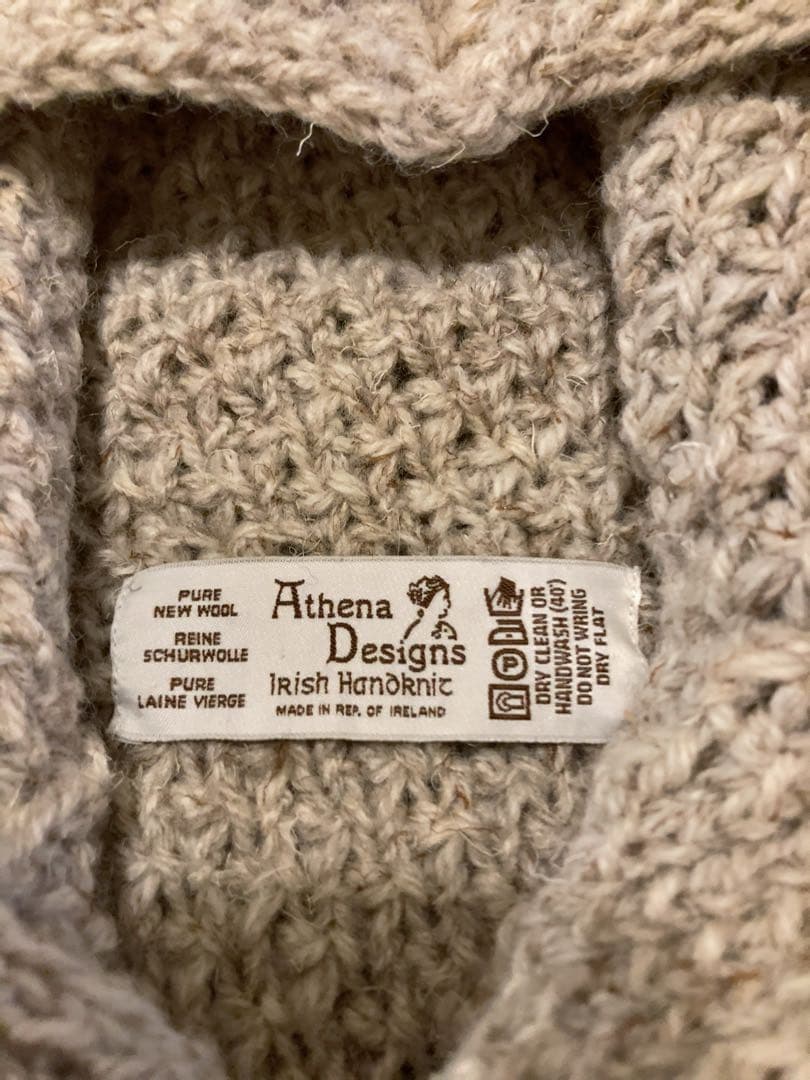 PURE
NEW WOOL
REINE
SCHURWOLLE
PURE
LAINE VIERGE
Athena
Designs
Irish Handknit
MADE IN REP. OF IRELAND
P
DRY CLEAN OR
HANDWASH (40°)
DO NOT WRING
DRY FLAT